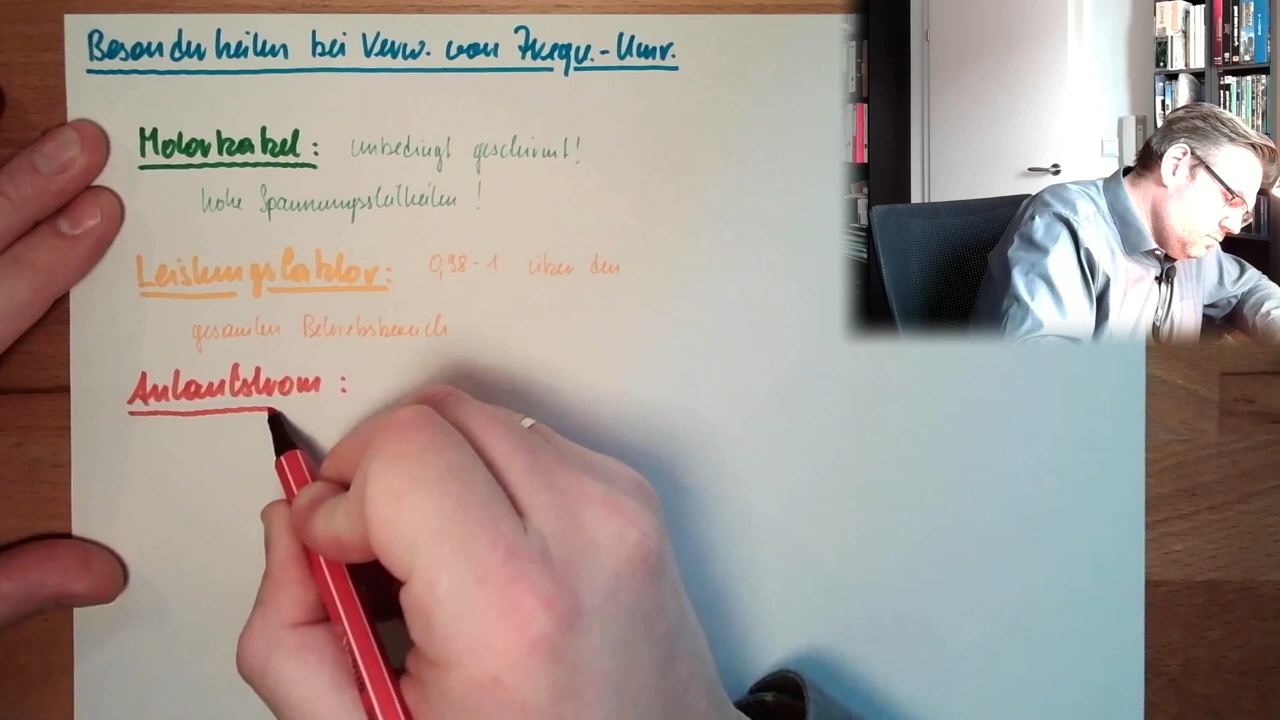 Besonderheiten bei Verw. von Frequ.-Umr.
Motorkabel: unbedingt geschirmt!
hohe Spannungssteilheiten!
Leistungsfaktor: 0,98-1 über den
gesamten Betriebsbereich
Anlaufstrom: